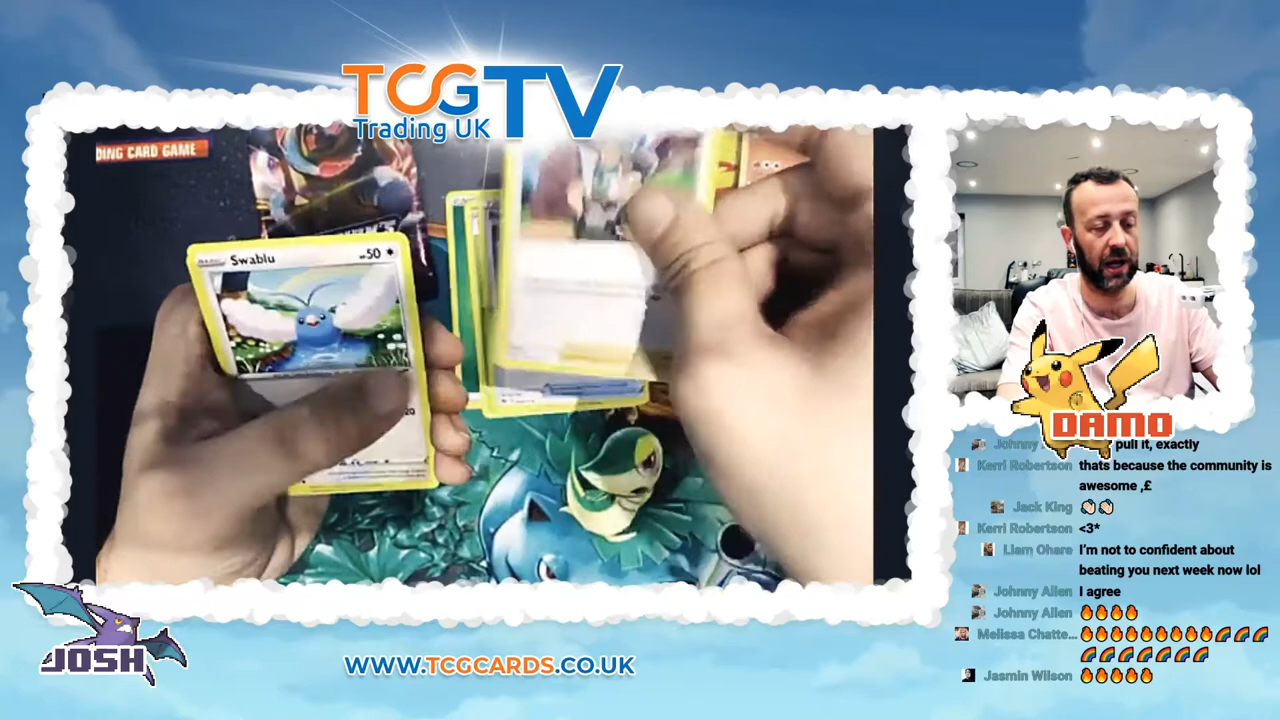 TCG TV
Trading UK
DING CARD GAME
Swablu
50
20
DAMO
Johnny
pull it, exactly
Kerri Robertson thats because the community is
awesome ,£
Jack King
Kerri Robertson <3*
Liam Ohare I'm not to confident about
beating you next week now lol
Johnny Allen I agree
Johnny Allen
Melissa Chatte...
Jasmin Wilson
JOSH
WWW.TCGCARDS.CO.UK